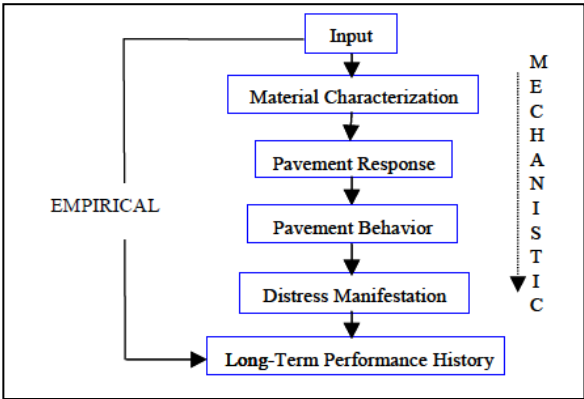 Input
Material Characterization
Pavement Response
Pavement Behavior
Distress Manifestation
Long-Term Performance History
EMPIRICAL
M
E
C
H
A
N
I
S
T
I
C